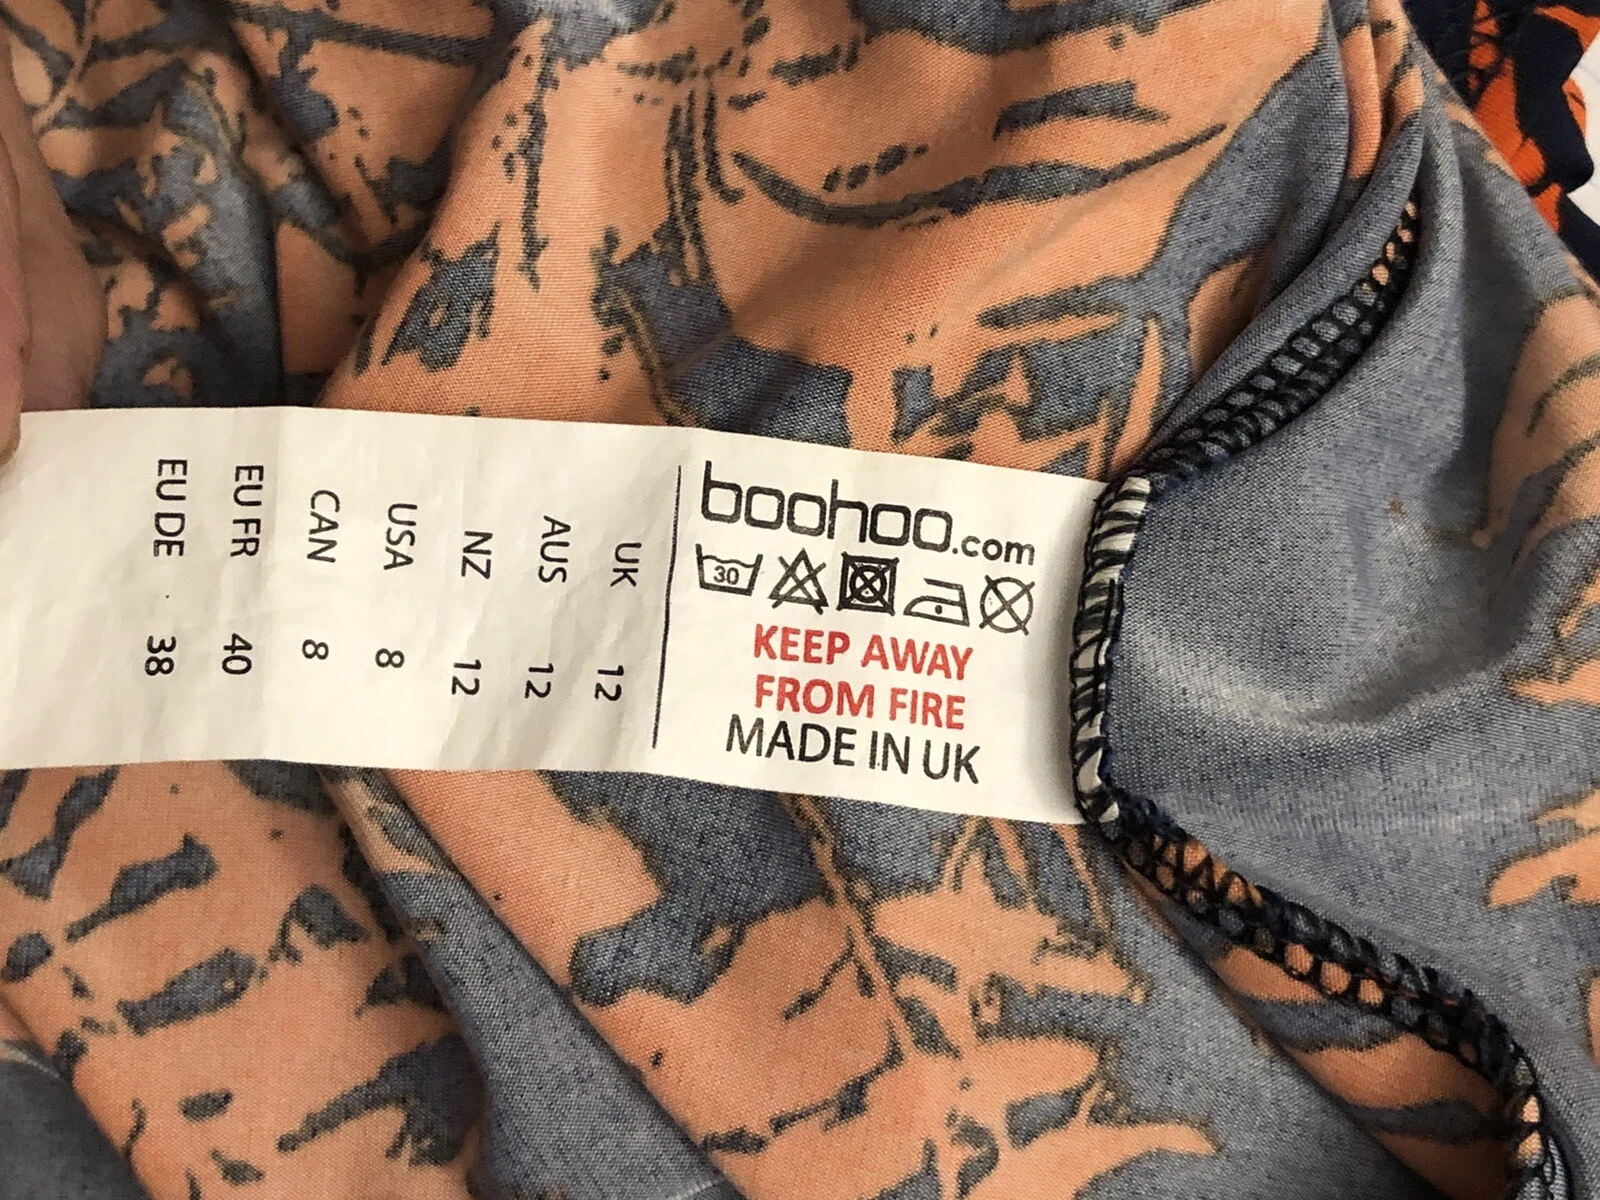 boohoo.com
30
KEEP AWAY
FROM FIRE
MADE IN UK
UK 12
AUS 12
NZ 12
USA 8
CAN 8
EU FR 40
EU DE 38